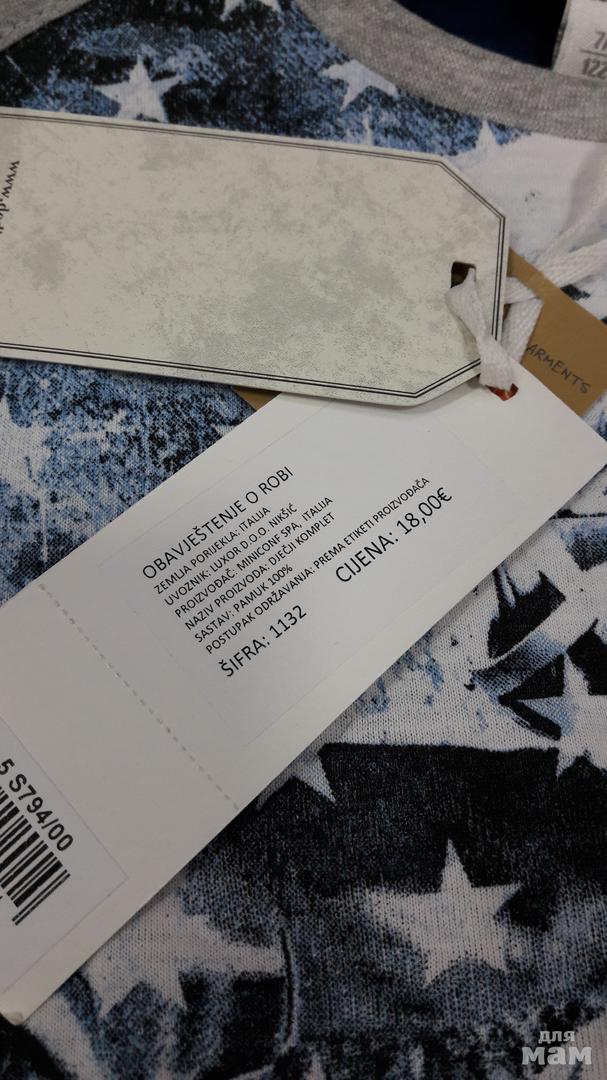 ARMENTS
OBAVJEŠTENJE O ROBI
ZEMLJA PORIJEKLA: ITALIJA
UVOZNIK: LUXOR D.O.O. NIKŠIĆ
PROIZVOĐAČ: MINICONF SPA, ITALIJA
NAZIV PROIZVODA: DJEČJI KOMPLET
SASTAV: PAMUK 100%
POSTUPAK ODRŽAVANJA: PREMA ETIKETI PROIZVOĐAČA
ŠIFRA: 1132
CIJENA: 18,00€
5 S794/00
для
мам